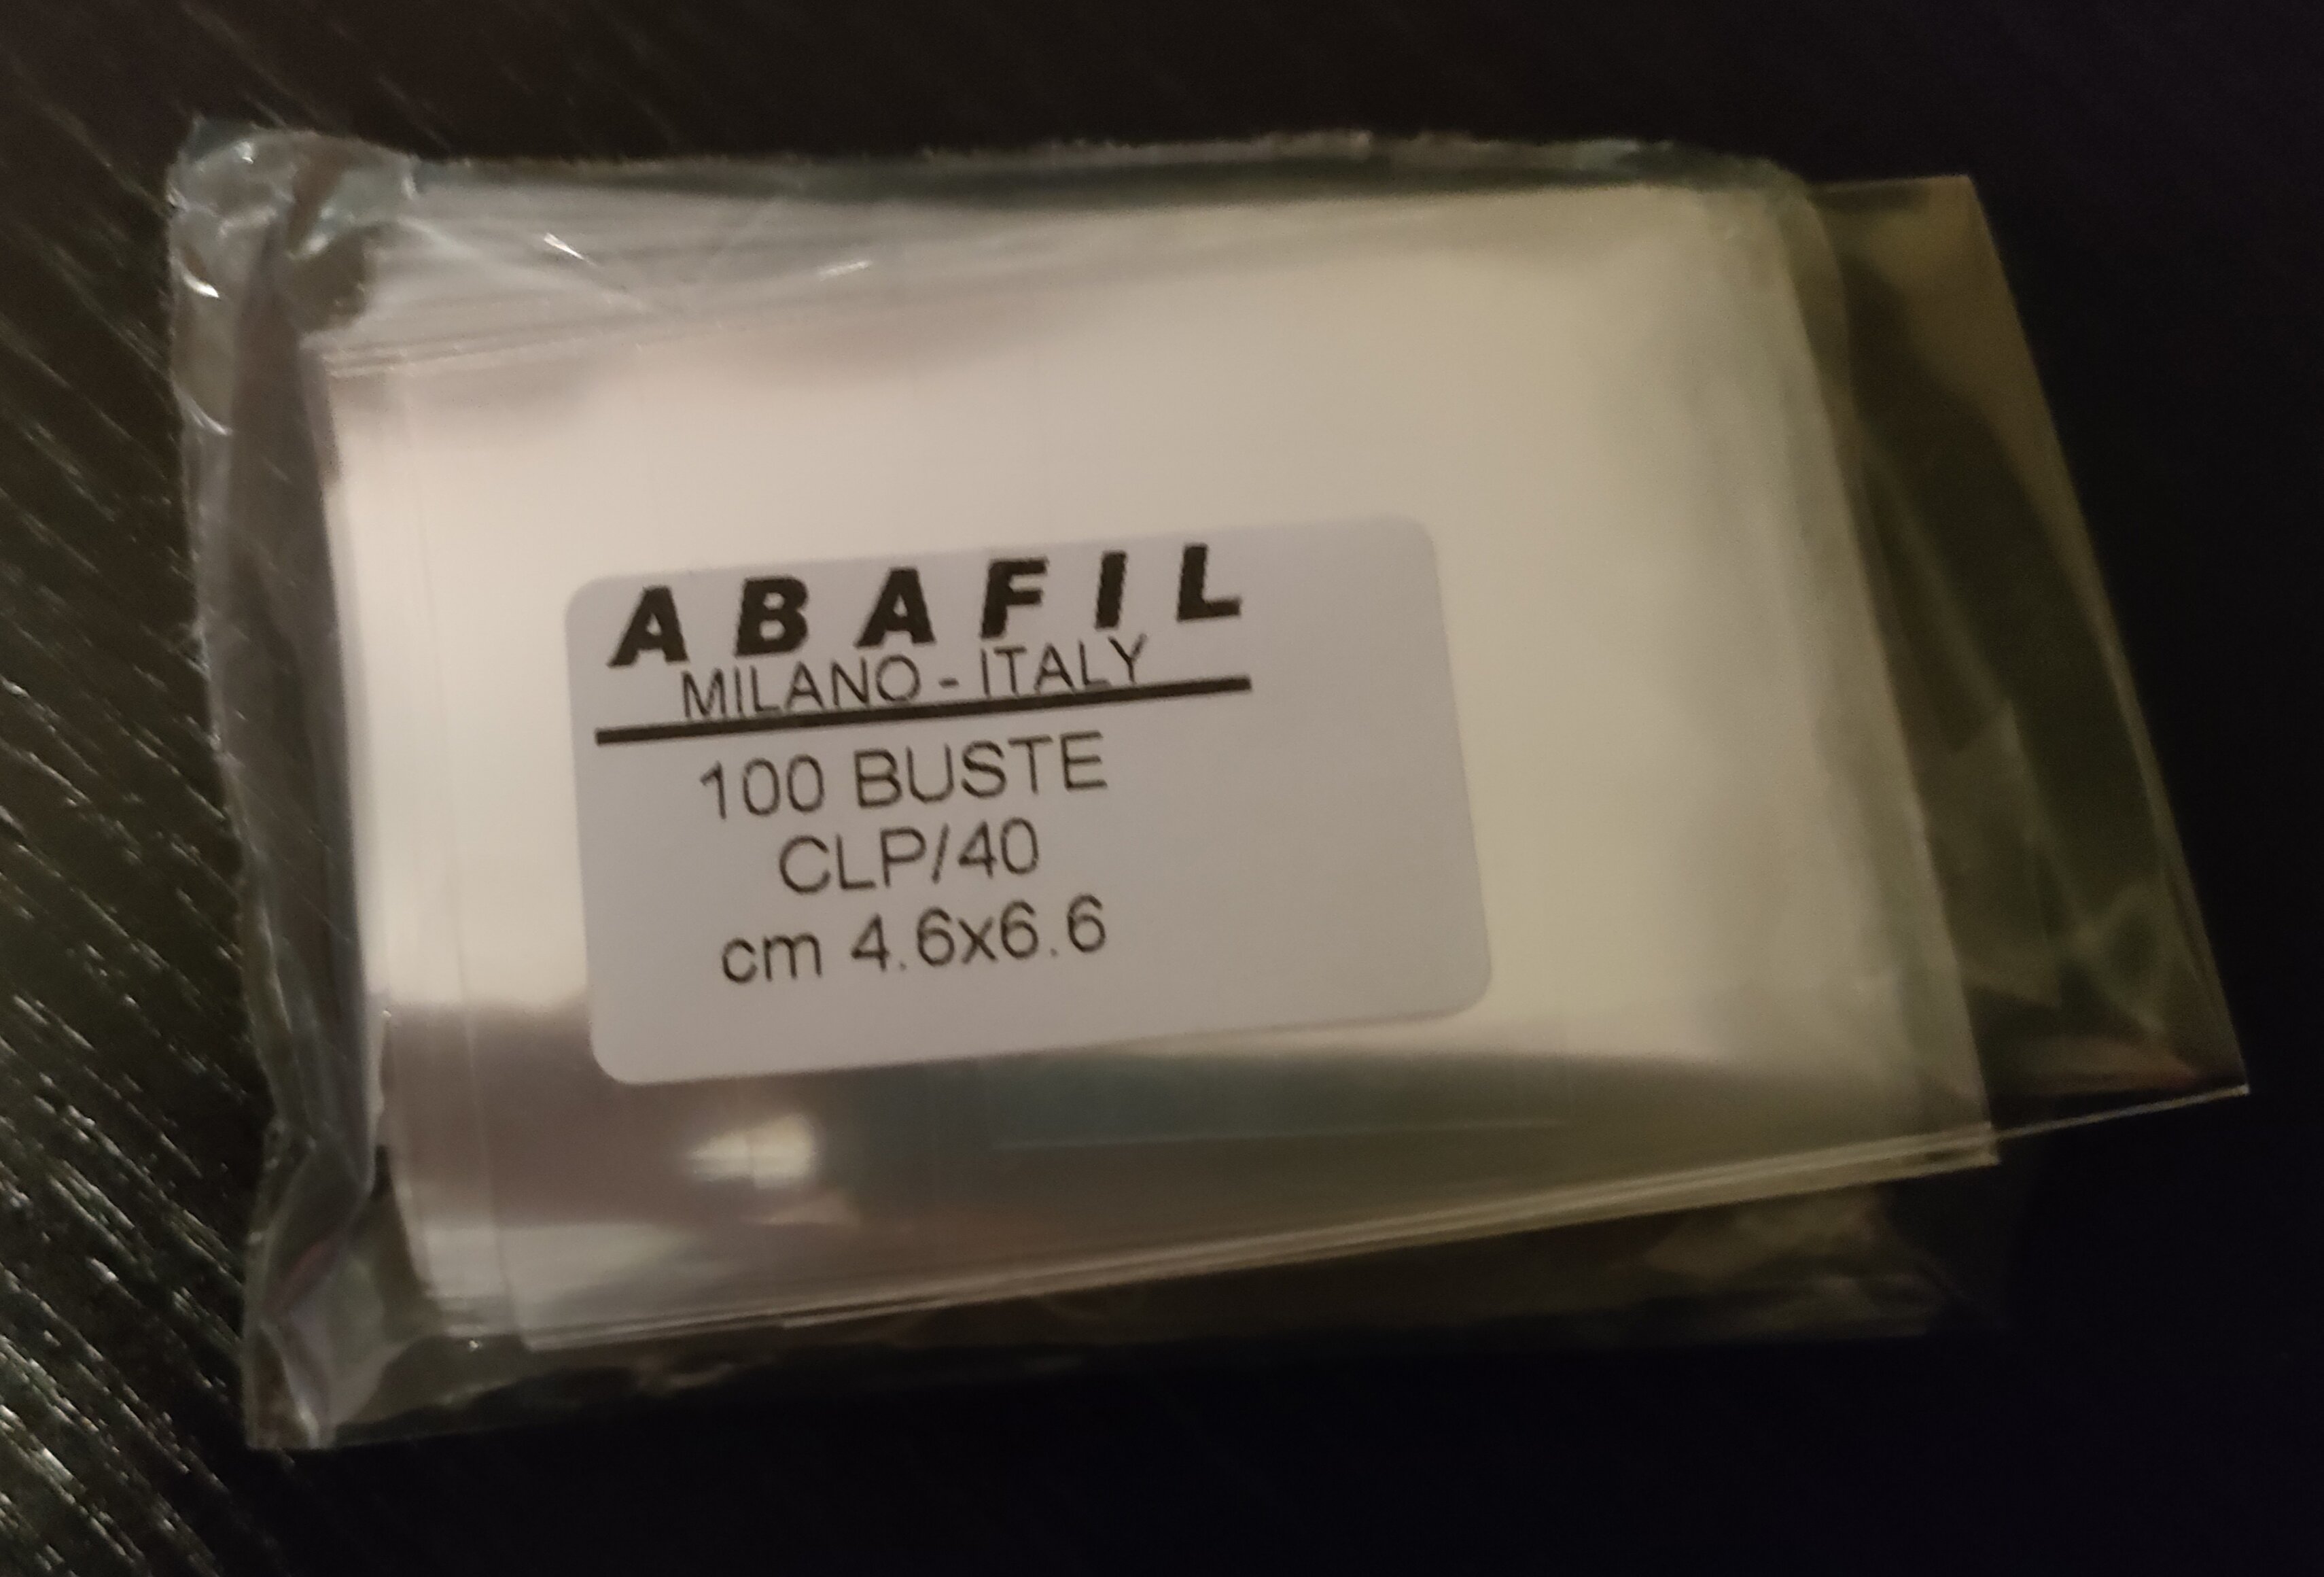 ABAFIL
MILANO - ITALY
100 BUSTE
CLP/40
cm 4.6x6.6